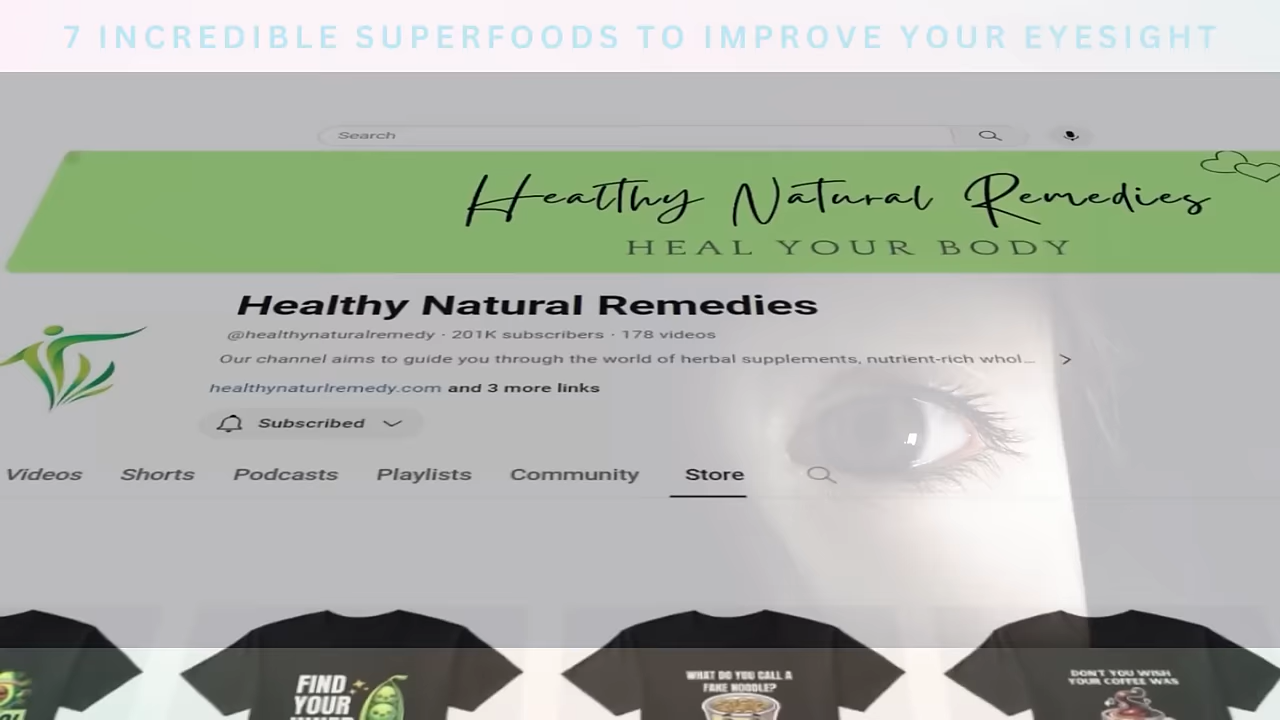 7 INCREDIBLE SUPERFOODS TO IMPROVE YOUR EYESIGHT
Search
Healthy Natural Remedies
HEAL YOUR BODY
Healthy Natural Remedies
@healthynaturalremedy · 201K subscribers · 178 videos
Our channel aims to guide you through the world of herbal supplements, nutrient-rich whol...
healthynaturlremedy.com and 3 more links
Subscribed
Videos Shorts Podcasts Playlists Community Store
FIND
YOUR
WHAT DO YOU CALL A
FAKE NOODLE?
DON'T YOU WISH
YOUR COFFEE WAS